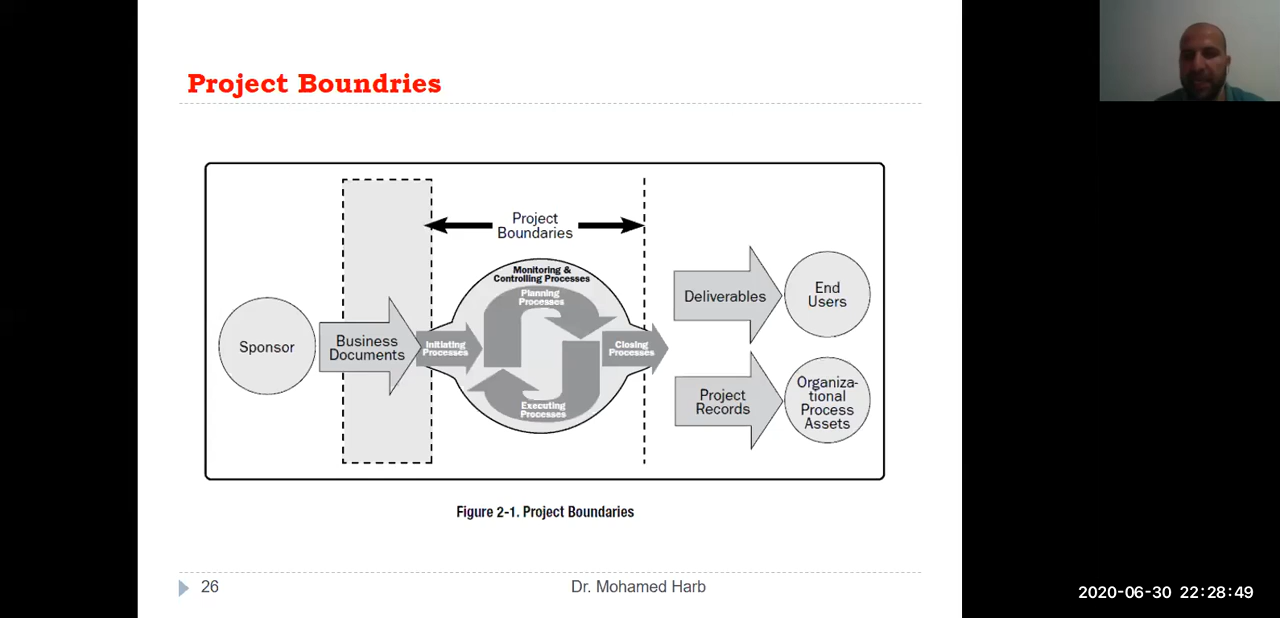 Project Boundries
Project
Boundaries
Monitoring &
Controlling Processes
Planning
Processes
Sponsor
Business
Documents
Initiating
Processes
Closing
Processes
Executing
Processes
Deliverables
End
Users
Project
Records
Organiza-
tional
Process
Assets
Figure 2-1. Project Boundaries
26
Dr. Mohamed Harb
2020-06-30 22:28:49